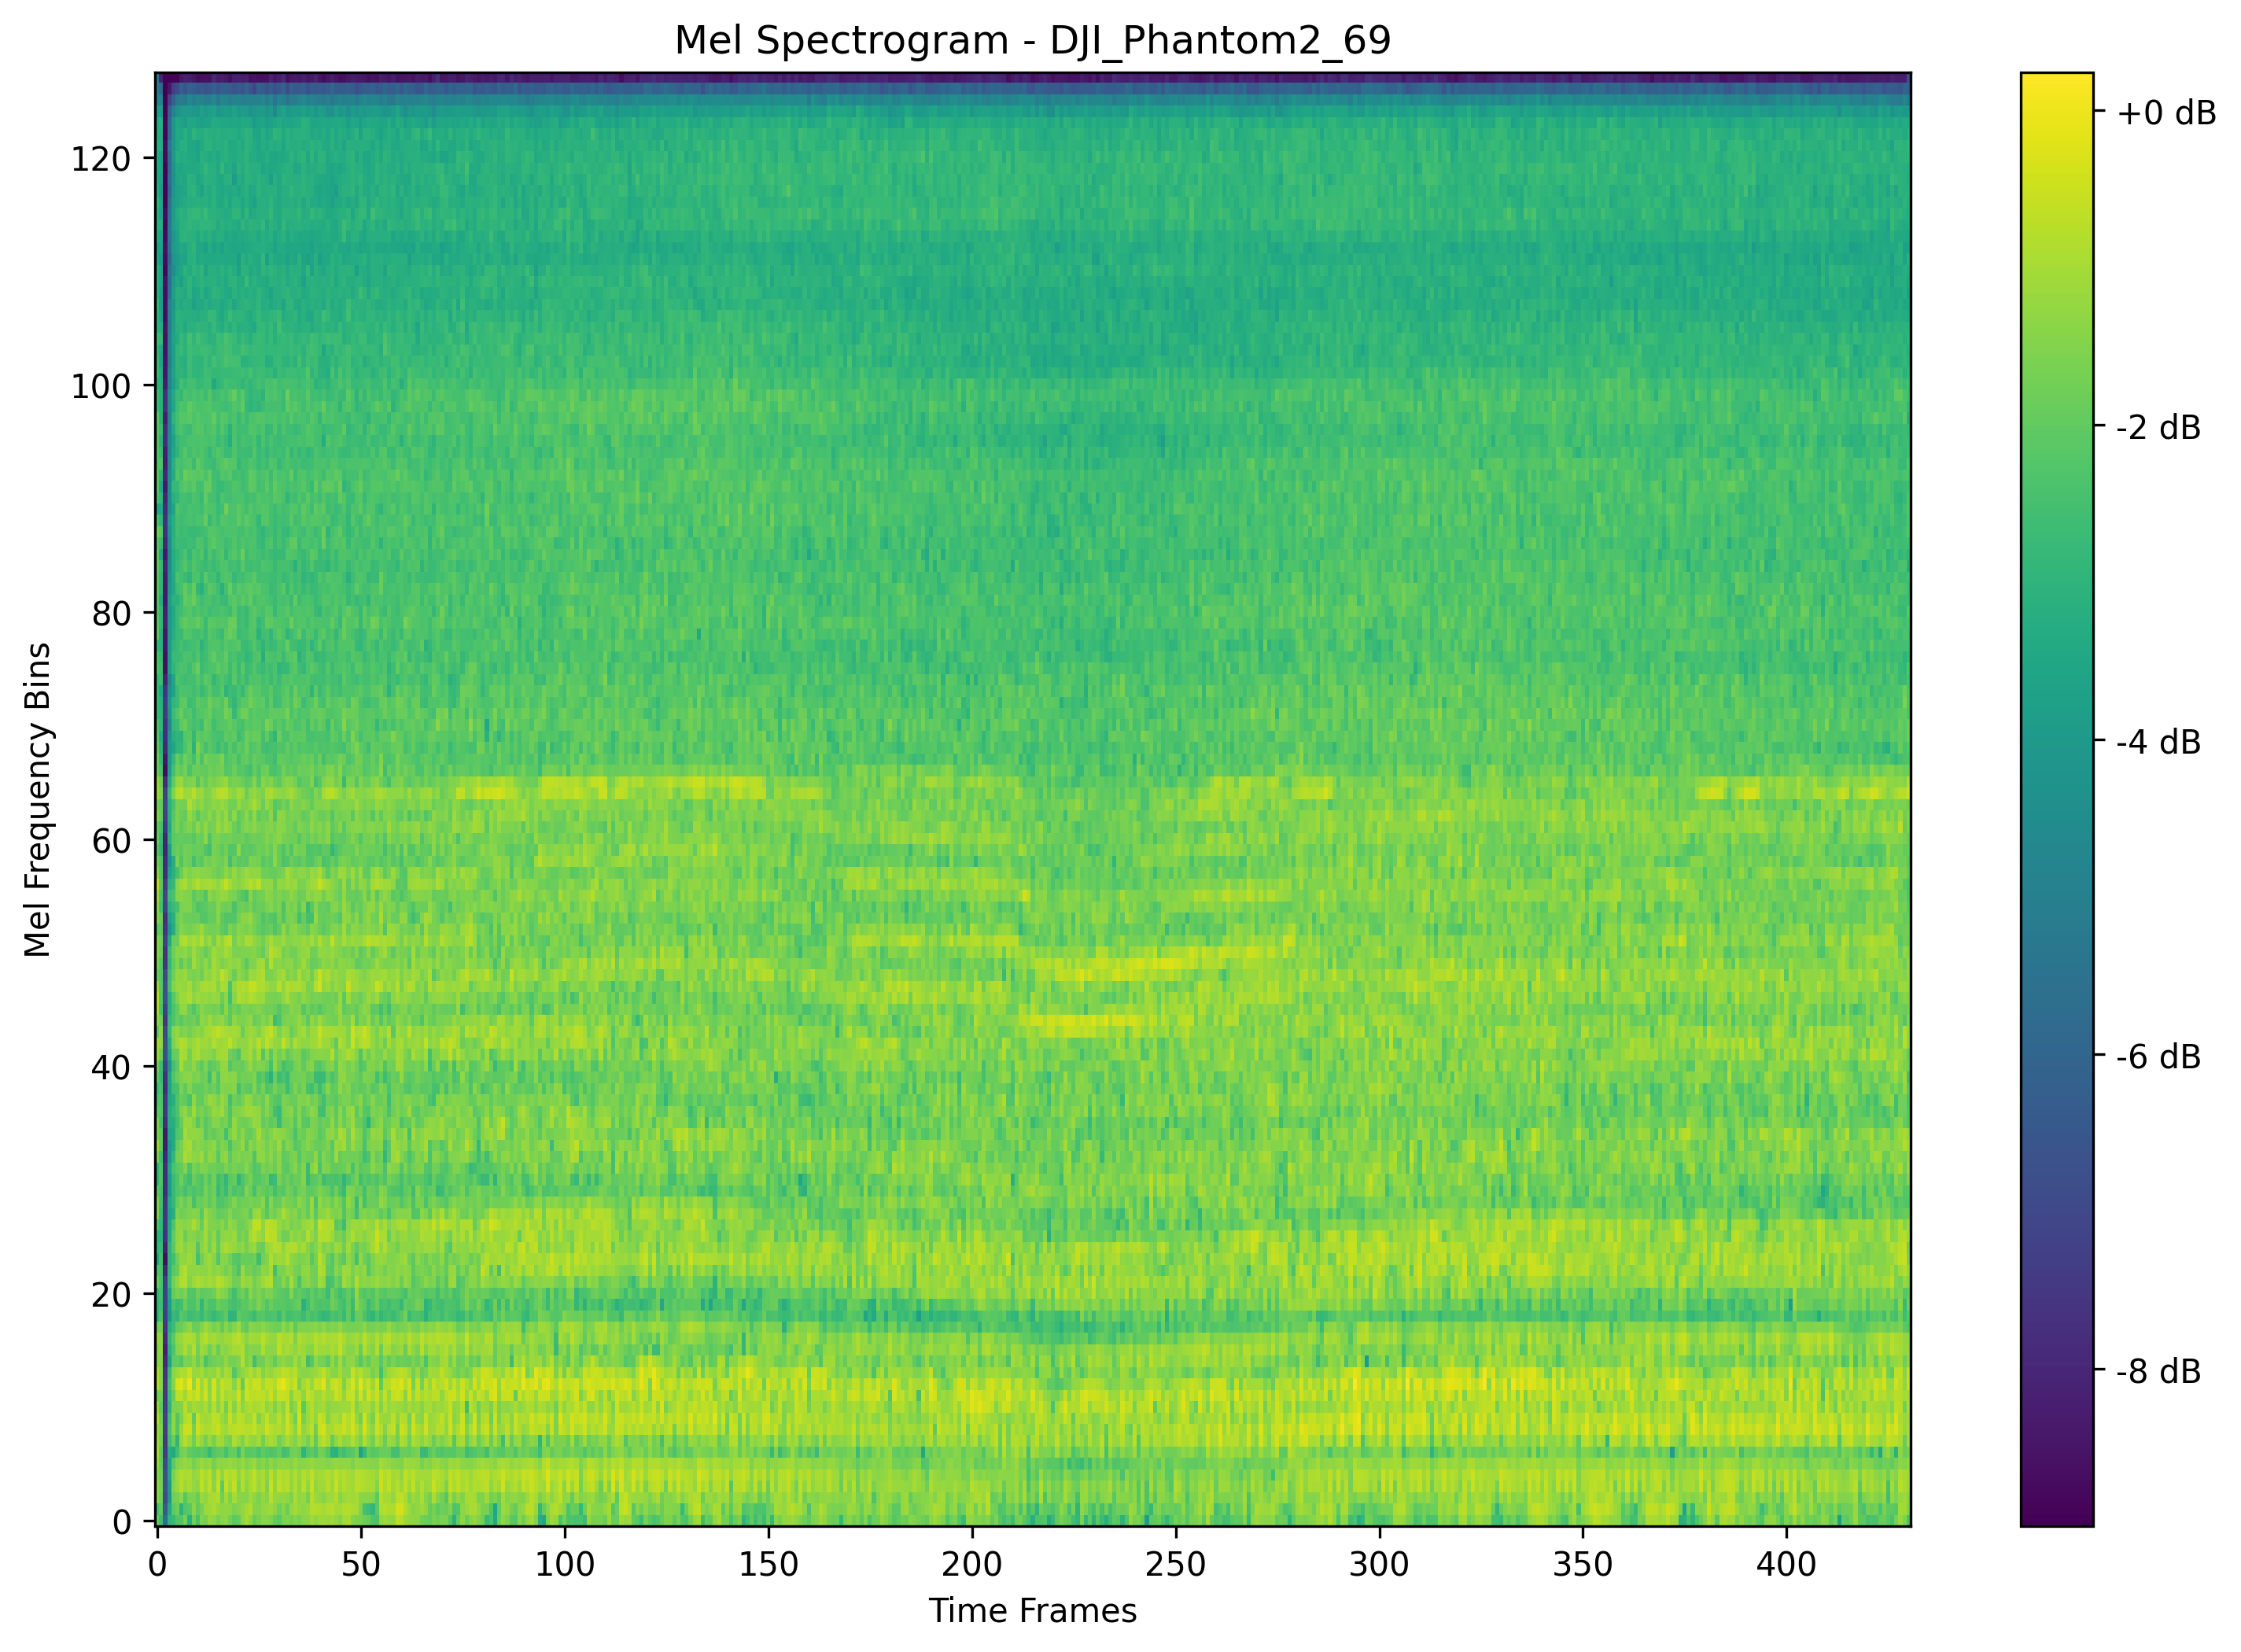 Mel Spectrogram - DJI_Phantom2_69
Mel Frequency Bins
120
100
80
60
40
20
0
0 50 100 150 200 250 300 350 400
Time Frames
+0 dB
-2 dB
-4 dB
-6 dB
-8 dB